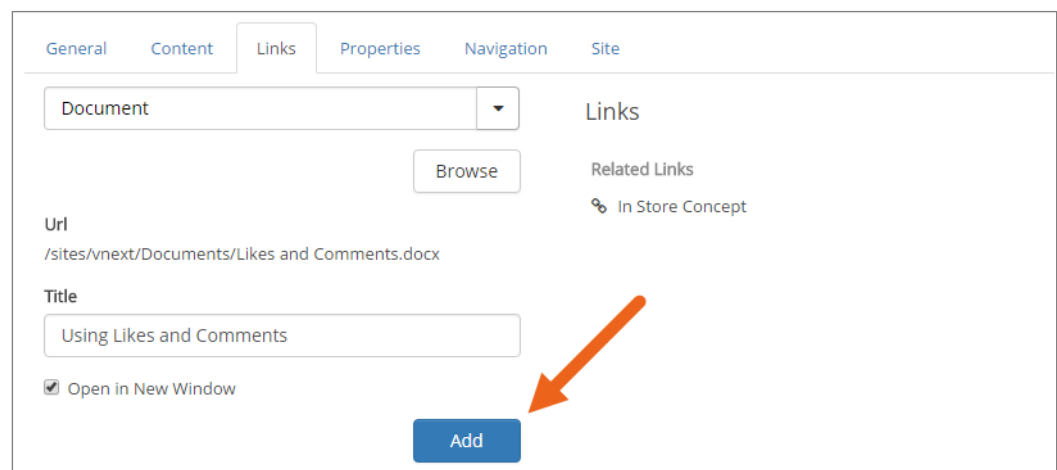 General Content Links Properties Navigation Site
Document
Browse
Url
/sites/vnext/Documents/Likes and Comments.docx
Title
Using Likes and Comments
Open in New Window
Add
Links
Related Links
In Store Concept